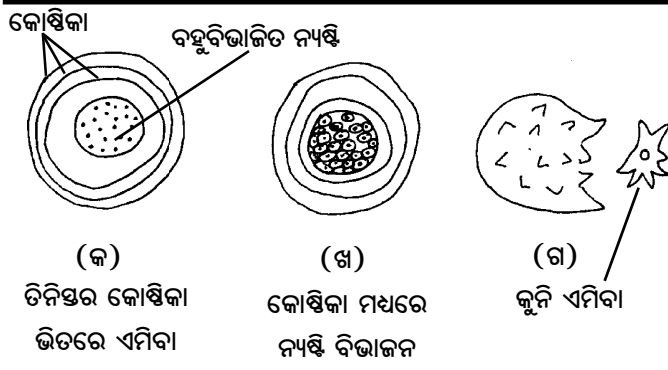 କୋଷ୍ଠିକା
ବହୁବିଭାଜିତ ନ୍ୟଷ୍ଟି
(କ)
ତିନିସ୍ତର କୋଷ୍ଠିକା
ଭିତରେ ଏମିବା
(ଖ)
କୋଷ୍ଠିକା ମଧ୍ୟରେ
ନ୍ୟଷ୍ଟି ବିଭାଜନ
(ଗ)
କୁନି ଏମିବା